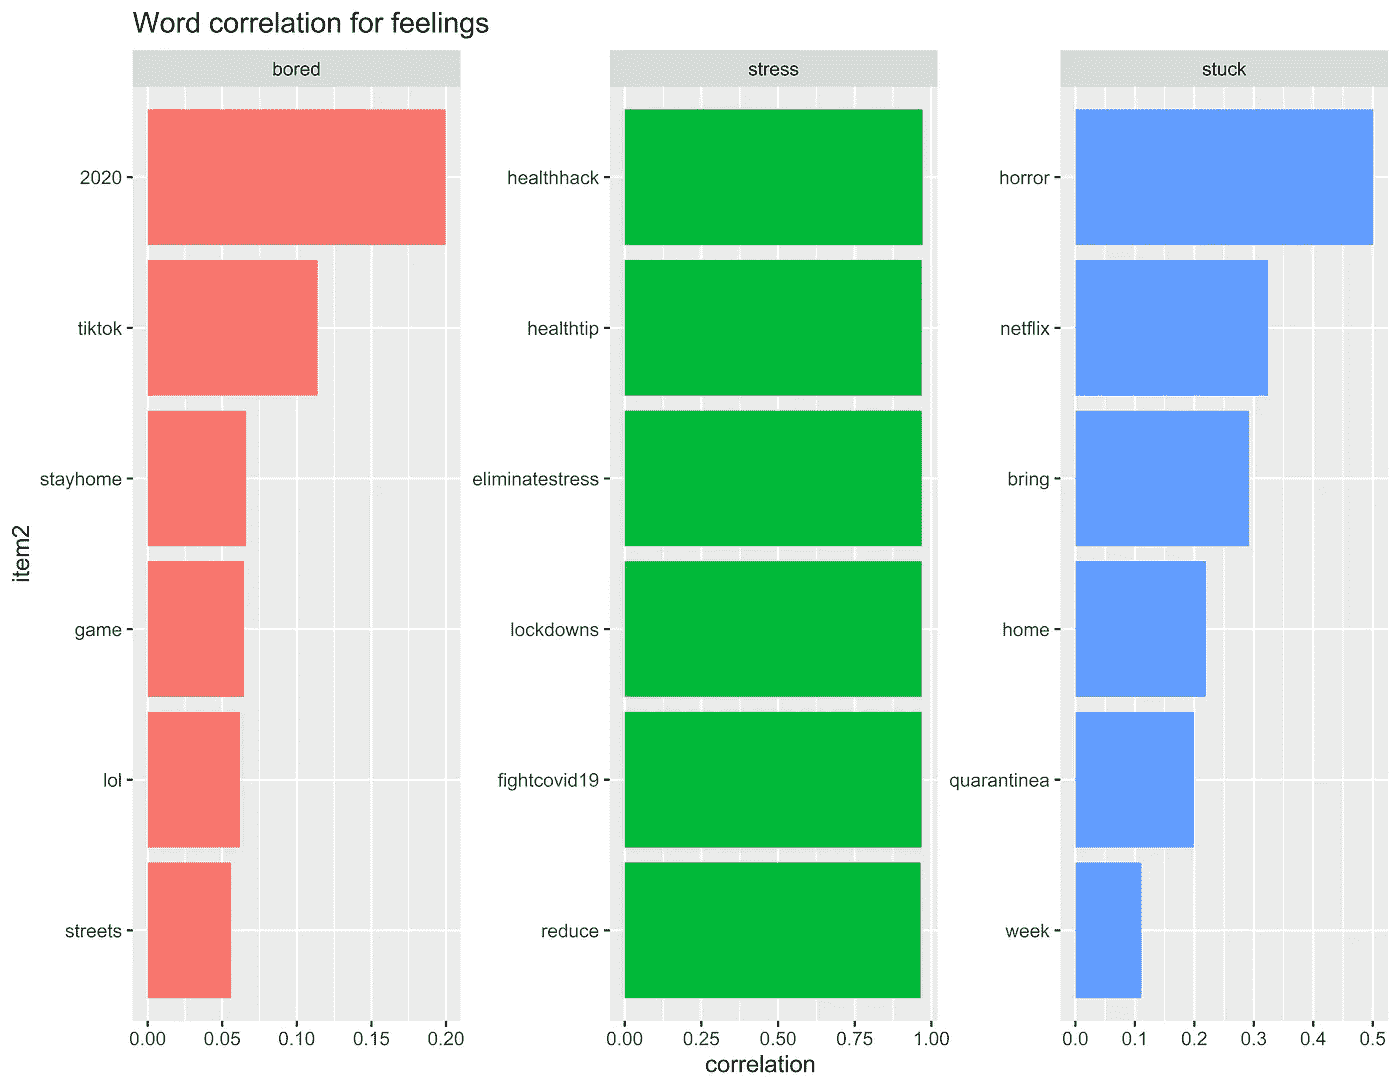 Word correlation for feelings
bored
2020
tiktok
stayhome
game
lol
streets
0.00 0.05 0.10 0.15 0.20
stress
healthhack
healthtip
eliminatestress
lockdowns
fightcovid19
reduce
0.00 0.25 0.50 0.75 1.00
stuck
horror
netflix
bring
home
quarantinea
week
0.0 0.1 0.2 0.3 0.4 0.5
item2
correlation